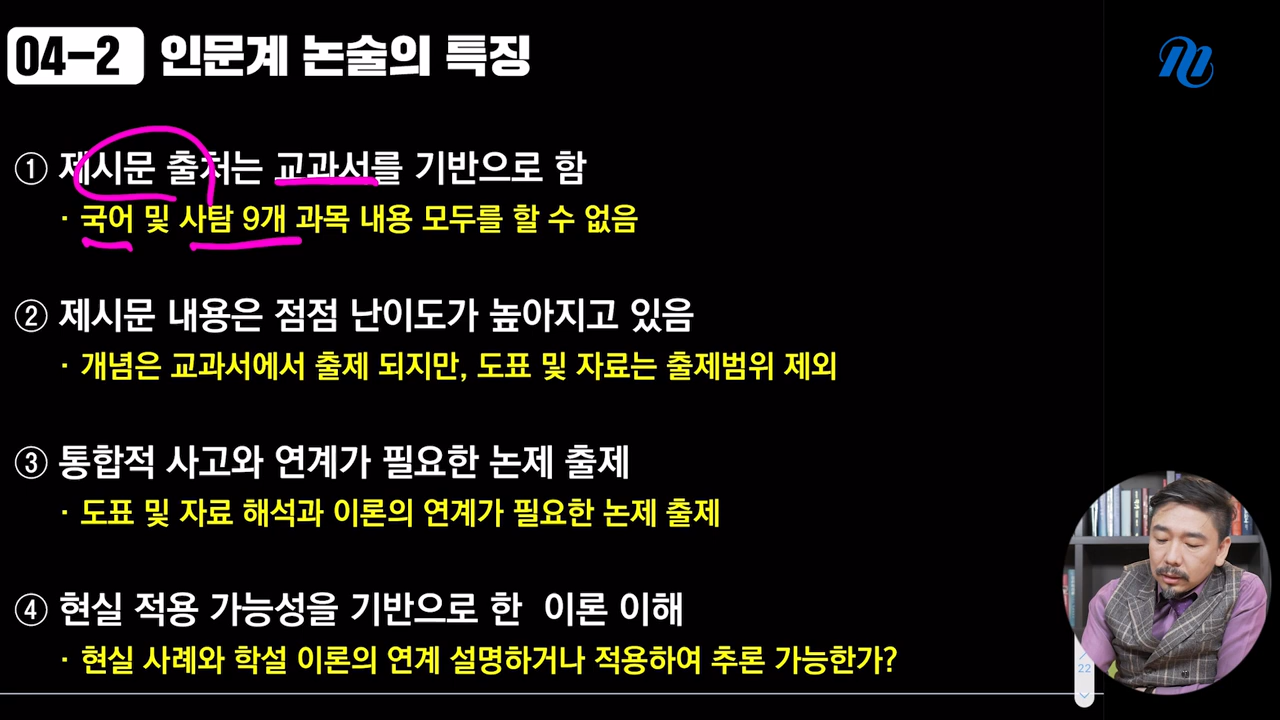 04-2 인문계 논술의 특징
① 제시문 출처는 교과서를 기반으로 함
· 국어 및 사탐 9개 과목 내용 모두를 할 수 없음
② 제시문 내용은 점점 난이도가 높아지고 있음
· 개념은 교과서에서 출제 되지만, 도표 및 자료는 출제범위 제외
③ 통합적 사고와 연계가 필요한 논제 출제
· 도표 및 자료 해석과 이론의 연계가 필요한 논제 출제
④ 현실 적용 가능성을 기반으로 한 이론 이해
· 현실 사례와 학설 이론의 연계 설명하거나 적용하여 추론 가능한가?
22